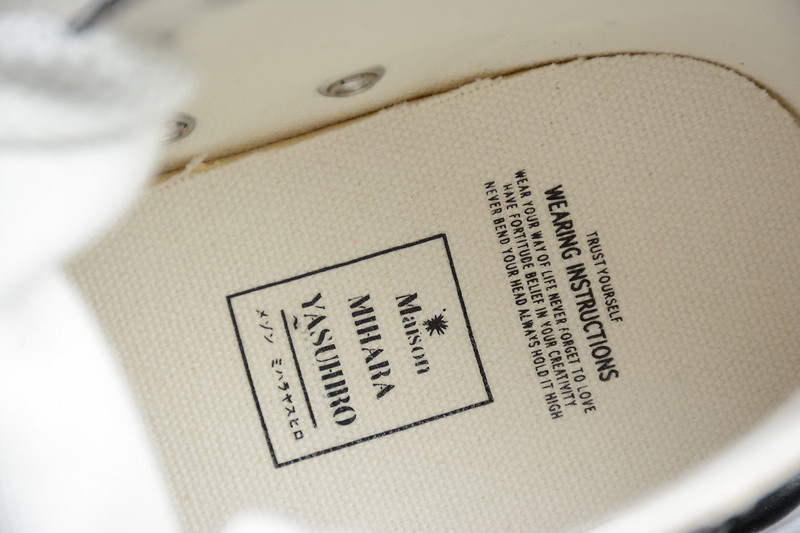 TRUST YOURSELF
WEARING INSTRUCTIONS
WEAR YOUR WAY OF LIFE NEVER FORGET TO LOVE
HAVE FORTITUDE BELIEF IN YOUR CREATIVITY
NEVER BEND YOUR HEAD ALWAYS HOLD IT HIGH
Maison
MIHARA
YASUHIRO
メゾン ミハラヤスヒロ